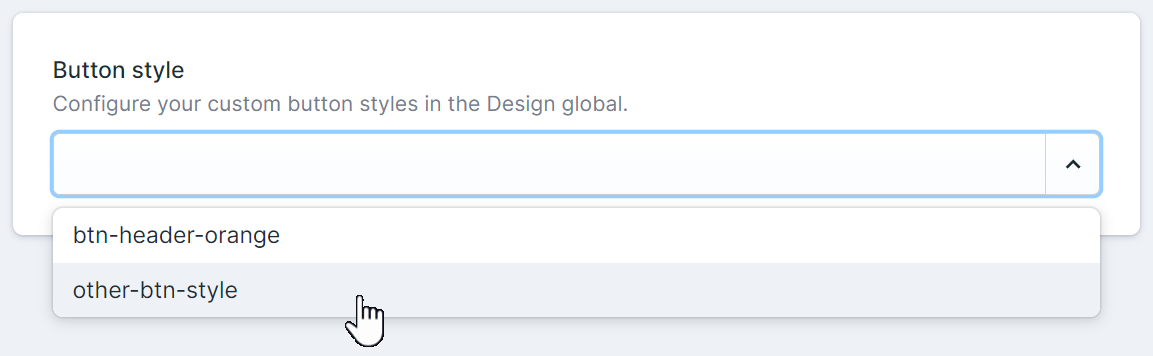 Button style
Configure your custom button styles in the Design global.
btn-header-orange
other-btn-style